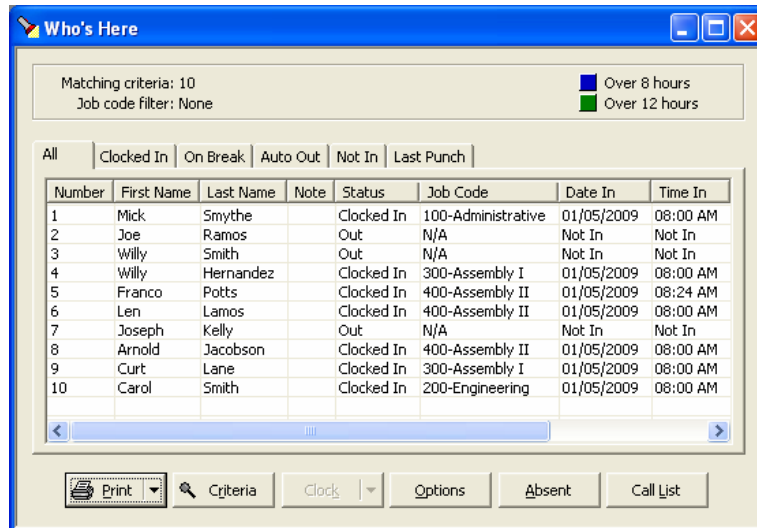 Who's Here
Matching criteria: 10
Job code filter: None
Over 8 hours
Over 12 hours
All Clocked In On Break Auto Out Not In Last Punch
Number First Name Last Name Note Status Job Code Date In Time In
1 Mick Smythe Clocked In 100-Administrative 01/05/2009 08:00 AM
2 Joe Ramos Out N/A Not In Not In
3 Willy Smith Out N/A Not In Not In
4 Willy Hernandez Clocked In 300-Assembly I 01/05/2009 08:00 AM
5 Franco Potts Clocked In 400-Assembly II 01/05/2009 08:24 AM
6 Len Lamos Clocked In 400-Assembly II 01/05/2009 08:00 AM
7 Joseph Kelly Out N/A Not In Not In
8 Arnold Jacobson Clocked In 400-Assembly II 01/05/2009 08:00 AM
9 Curt Lane Clocked In 300-Assembly I 01/05/2009 08:00 AM
10 Carol Smith Clocked In 200-Engineering 01/05/2009 08:00 AM
Print Criteria Clock Options Absent Call List